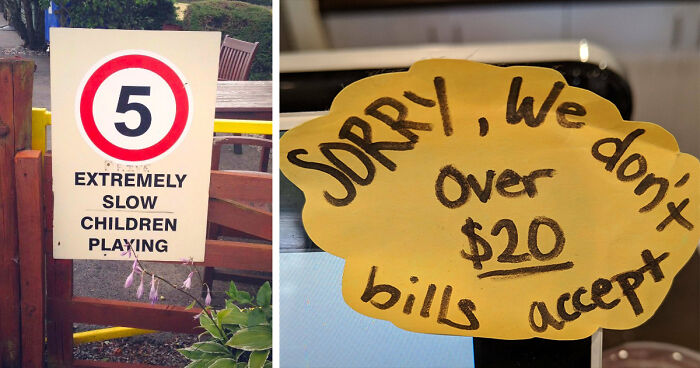 5
EXTREMELY
SLOW
CHILDREN
PLAYING
SORRY, We don't
Over
$20
bills accept